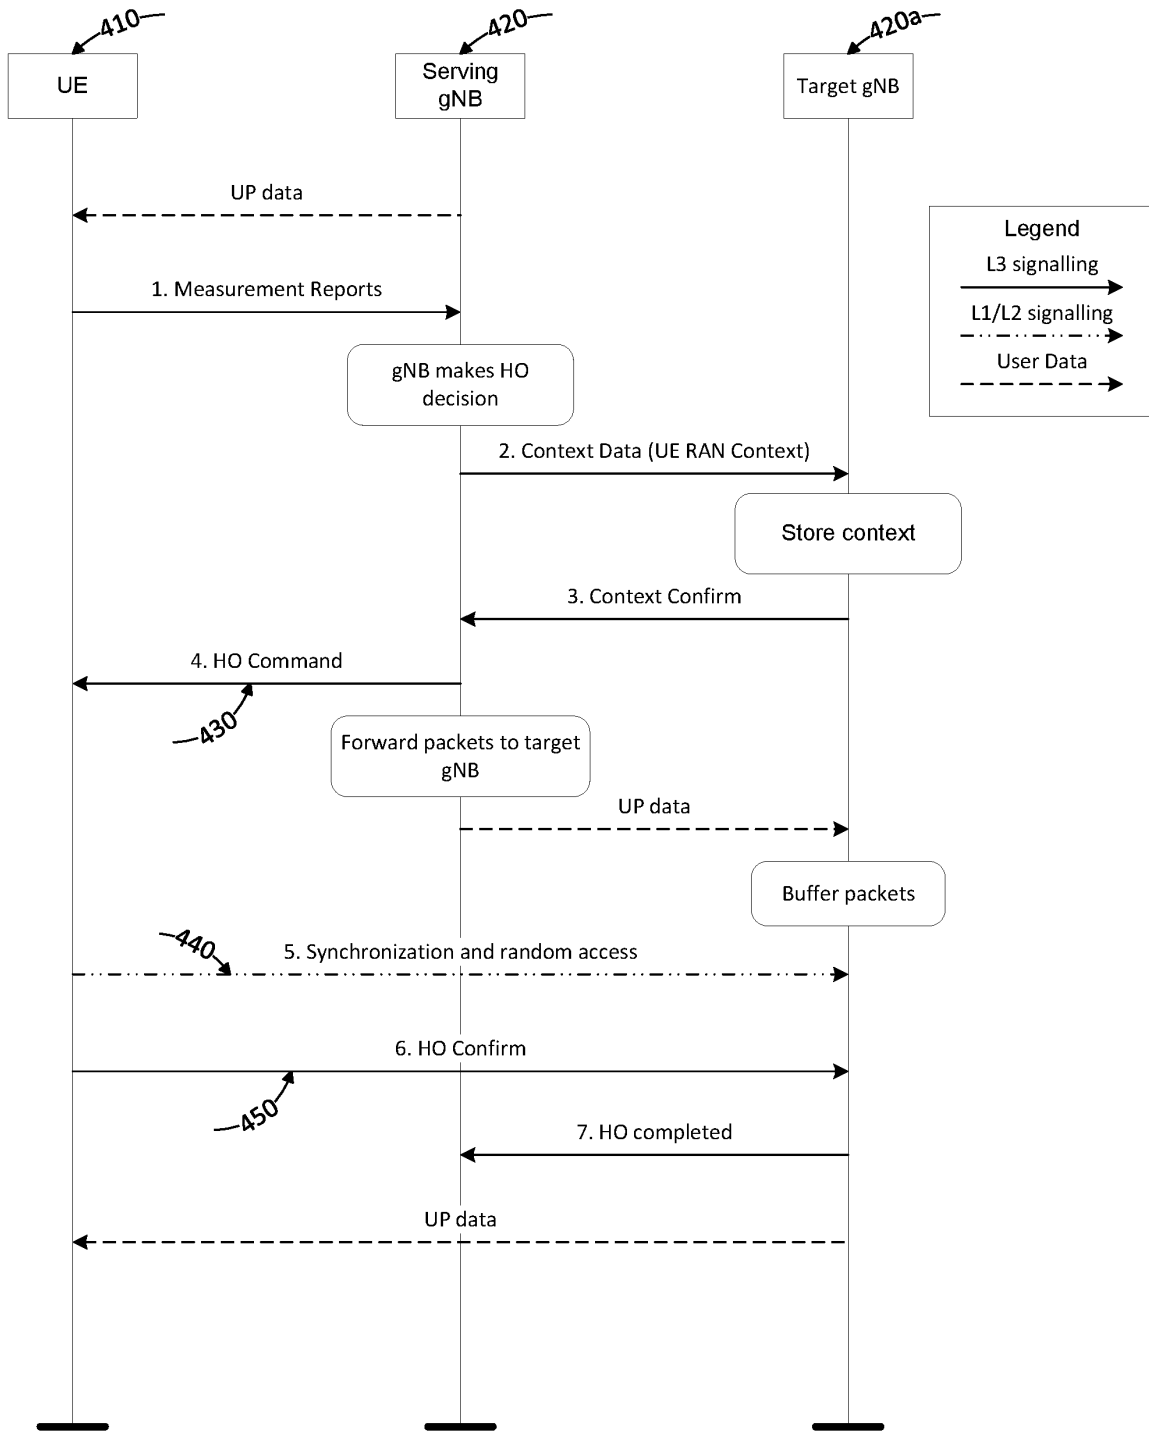 410
420
420a
UE
Serving
gNB
Target gNB
UP data
Legend
L3 signalling
L1/L2 signalling
User Data
1. Measurement Reports
gNB makes HO
decision
2. Context Data (UE RAN Context)
Store context
3. Context Confirm
4. HO Command
430
Forward packets to target
gNB
UP data
Buffer packets
440
5. Synchronization and random access
6. HO Confirm
450
7. HO completed
UP data